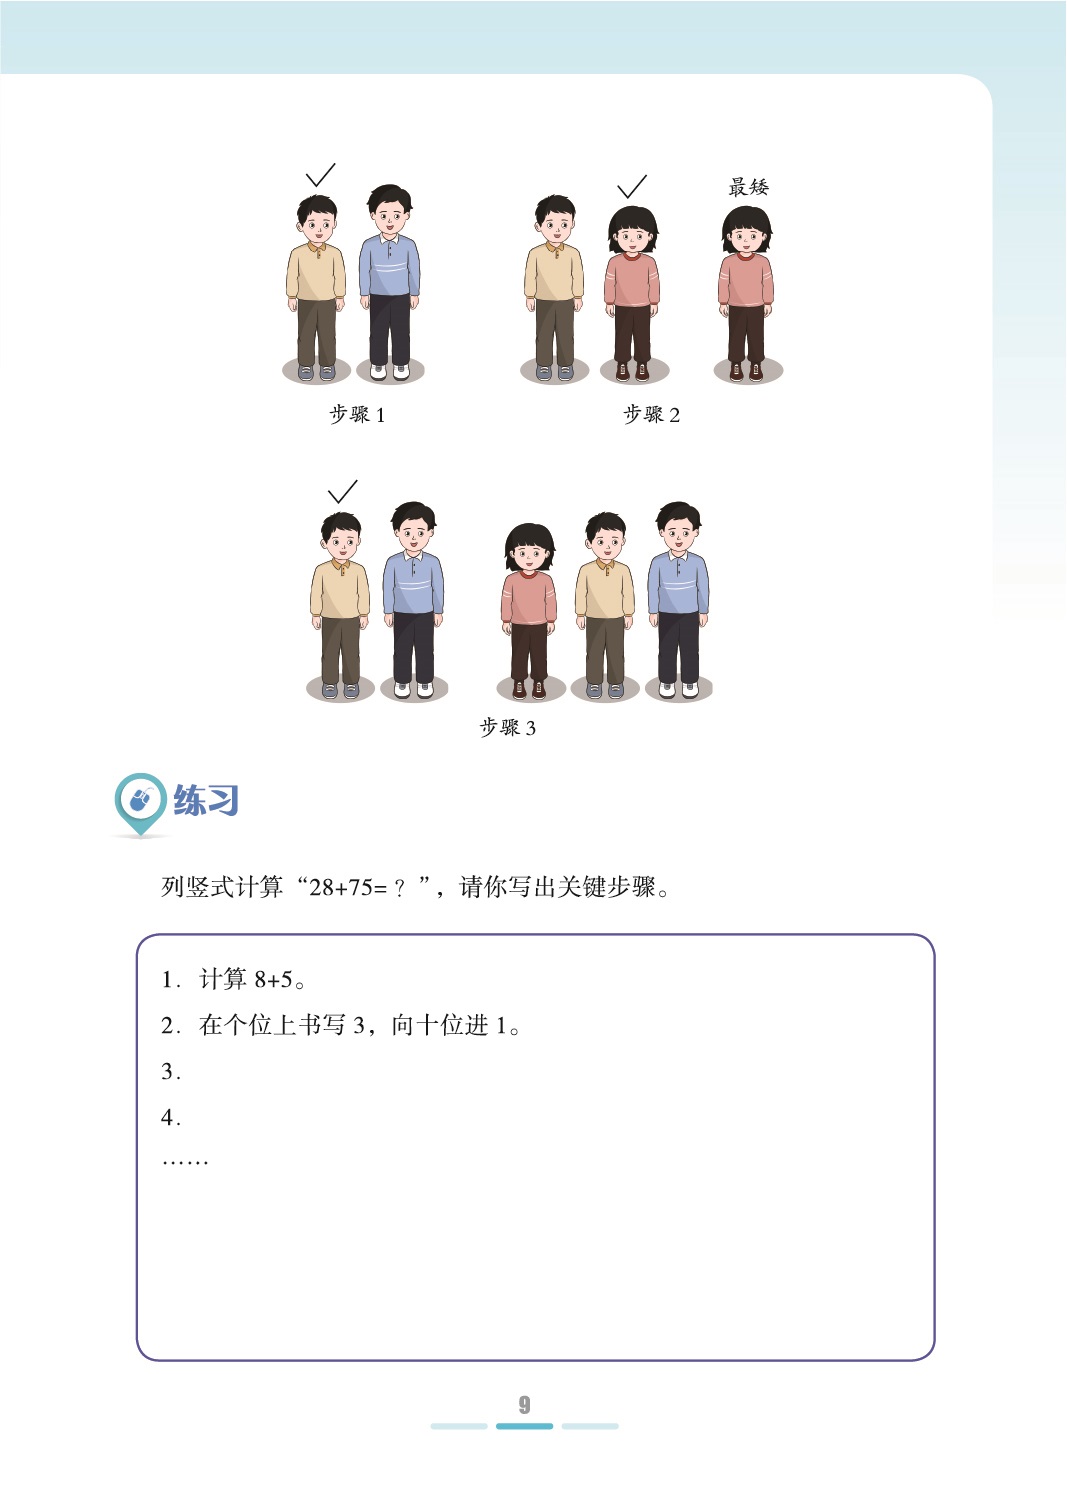 最矮
步骤 1
步骤 2
步骤 3
练习
列竖式计算“28+75=？”，请你写出关键步骤。
1. 计算 8+5。
2. 在个位上书写 3，向十位进 1。
3.
4.
……
9